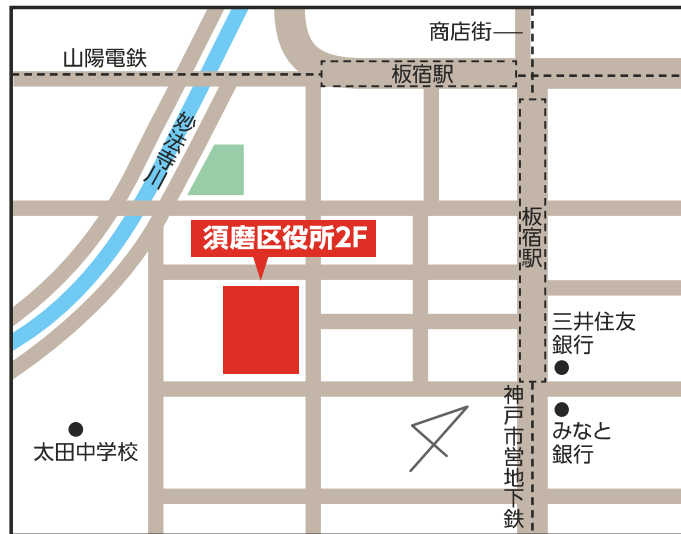 商店街
山陽電鉄
板宿駅
妙法寺川
板宿駅
須磨区役所2F
三井住友
銀行
神戸市営地下鉄
みなと
銀行
太田中学校